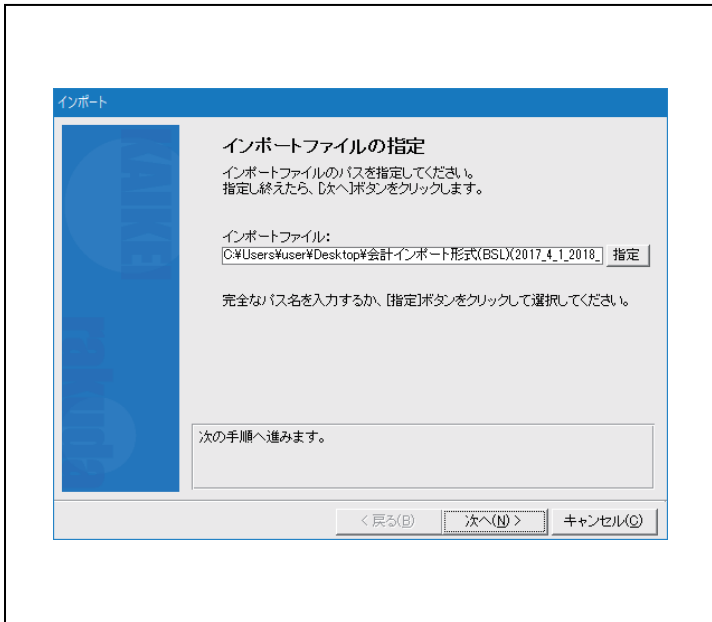 インポート
KAIKEI
rakuda
インポートファイルの指定
インポートファイルのパスを指定してください。
指定し終えたら、[次へ]ボタンをクリックします。
インポートファイル:
C:¥Users¥user¥Desktop¥会計インポート形式(BSL)(2017_4_1_2018_ 指定
完全なパス名を入力するか、[指定]ボタンをクリックして選択してください。
次の手順へ進みます。
< 戻る(B) 次へ(N) > キャンセル(C)